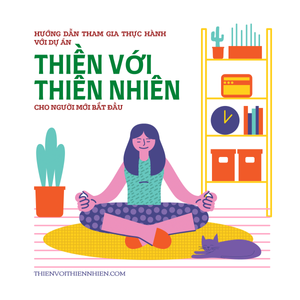 HƯỚNG DẪN THAM GIA THỰC HÀNH
VỚI DỰ ÁN
THIỀN VỚI
THIÊN NHIÊN
CHO NGƯỜI MỚI BẮT ĐẦU
THIENVOITHIENNHIEN.COM